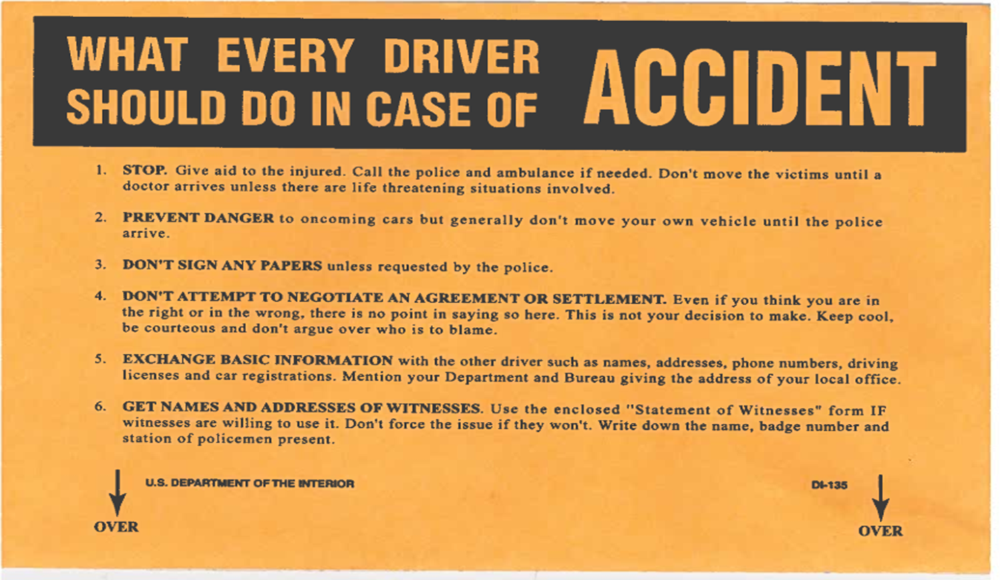 WHAT EVERY DRIVER
SHOULD DO IN CASE OF
ACCIDENT
1. STOP. Give aid to the injured. Call the police and ambulance if needed. Don't move the victims until a
doctor arrives unless there are life threatening situations involved.
2. PREVENT DANGER to oncoming cars but generally don't move your own vehicle until the police
arrive.
3. DON'T SIGN ANY PAPERS unless requested by the police.
4. DON'T ATTEMPT TO NEGOTIATE AN AGREEMENT OR SETTLEMENT. Even if you think you are in
the right or in the wrong, there is no point in saying so here. This is not your decision to make. Keep cool,
be courteous and don't argue over who is to blame.
5. EXCHANGE BASIC INFORMATION with the other driver such as names, addresses, phone numbers, driving
licenses and car registrations. Mention your Department and Bureau giving the address of your local office.
6. GET NAMES AND ADDRESSES OF WITNESSES. Use the enclosed "Statement of Witnesses" form IF
witnesses are willing to use it. Don't force the issue if they won't. Write down the name, badge number and
station of policemen present.
U.S. DEPARTMENT OF THE INTERIOR
DI-135
OVER
OVER